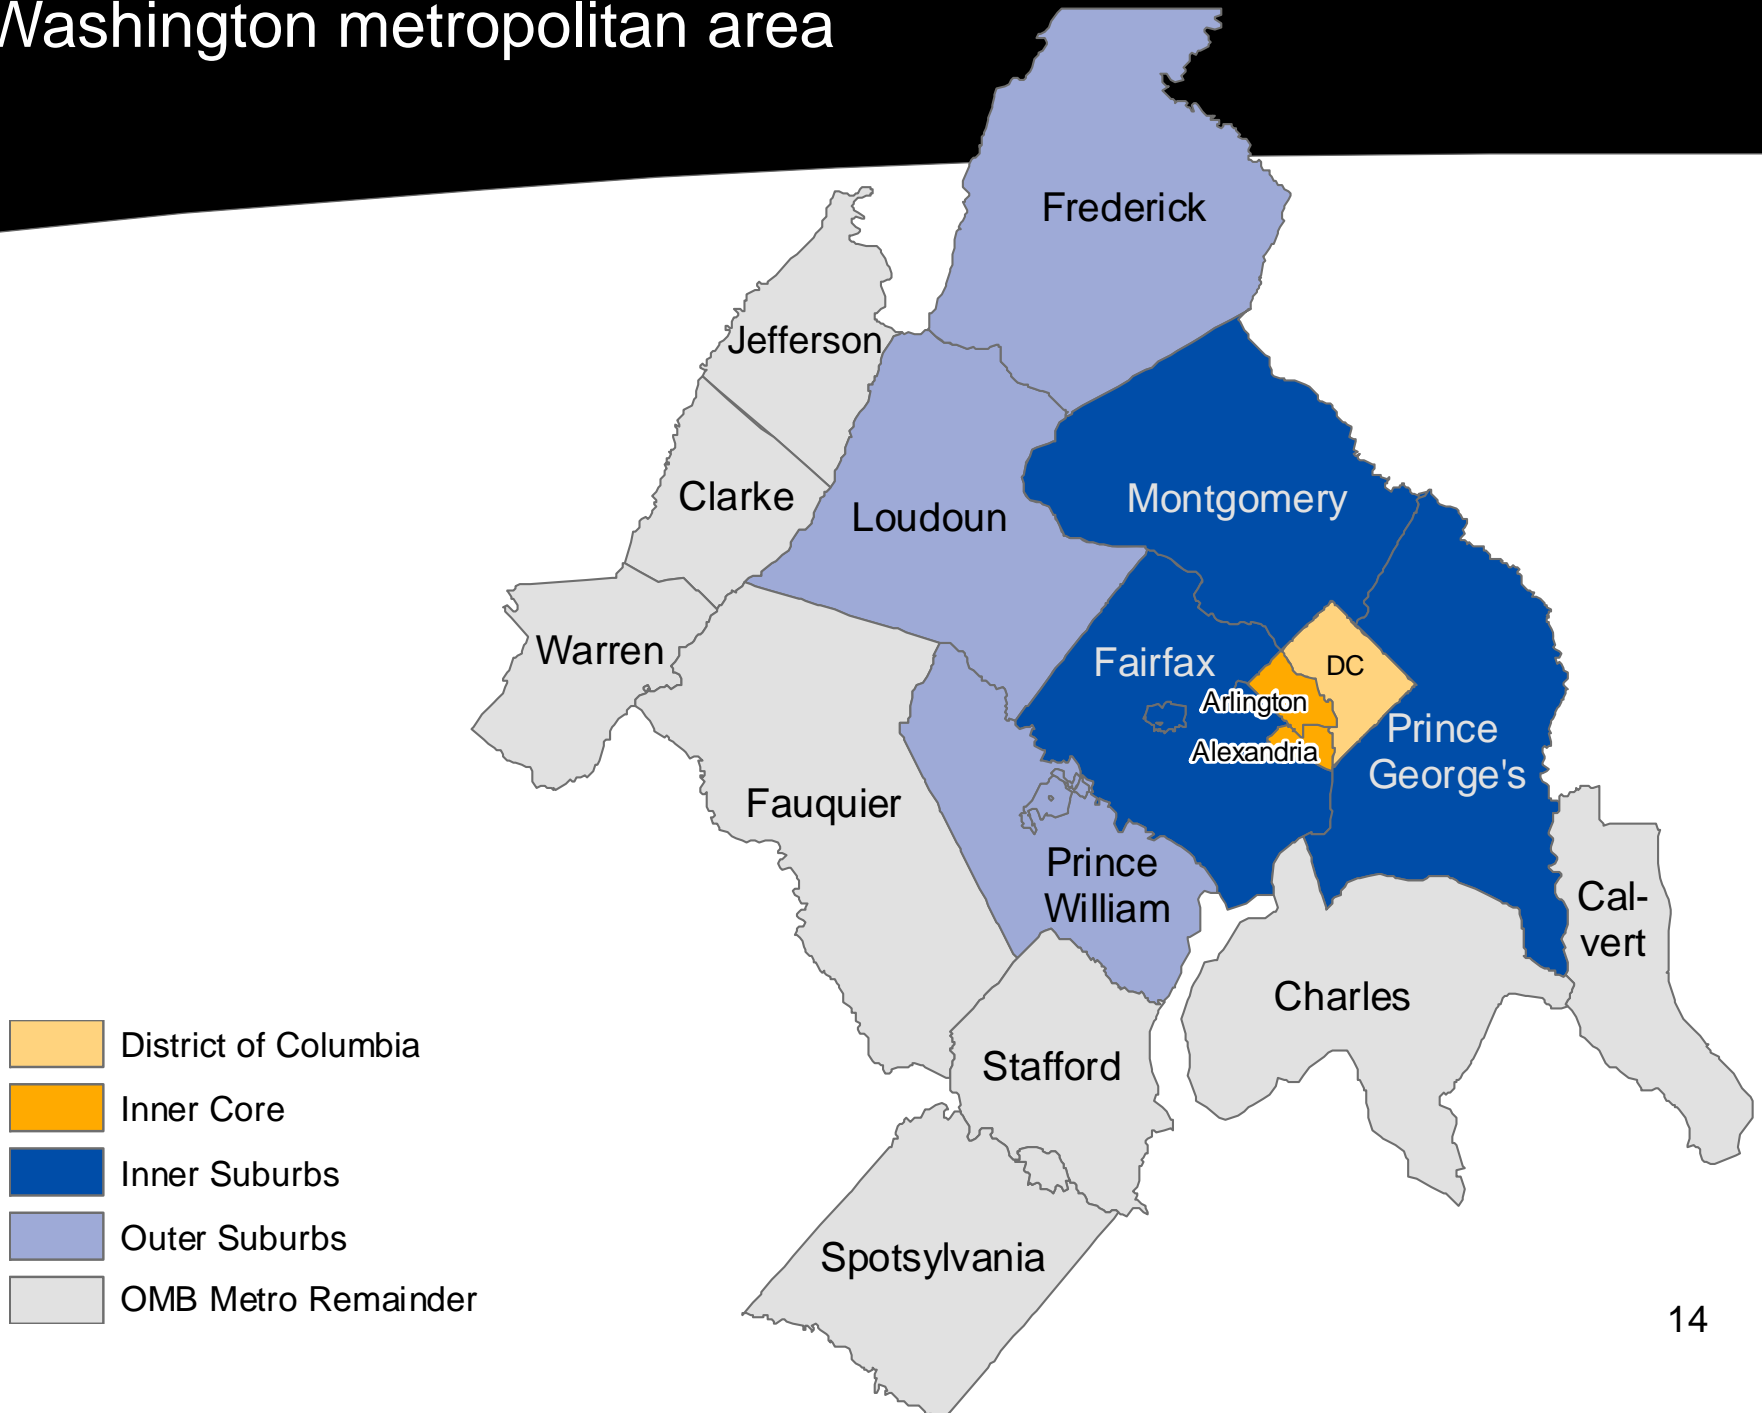 Washington metropolitan area
Frederick
Jefferson
Montgomery
Clarke
Loudoun
Warren
Fairfax
DC
Arlington
Prince
George's
Alexandria
Fauquier
Prince
William
Cal-
vert
Charles
Stafford
Spotsylvania
District of Columbia
Inner Core
Inner Suburbs
Outer Suburbs
OMB Metro Remainder
14